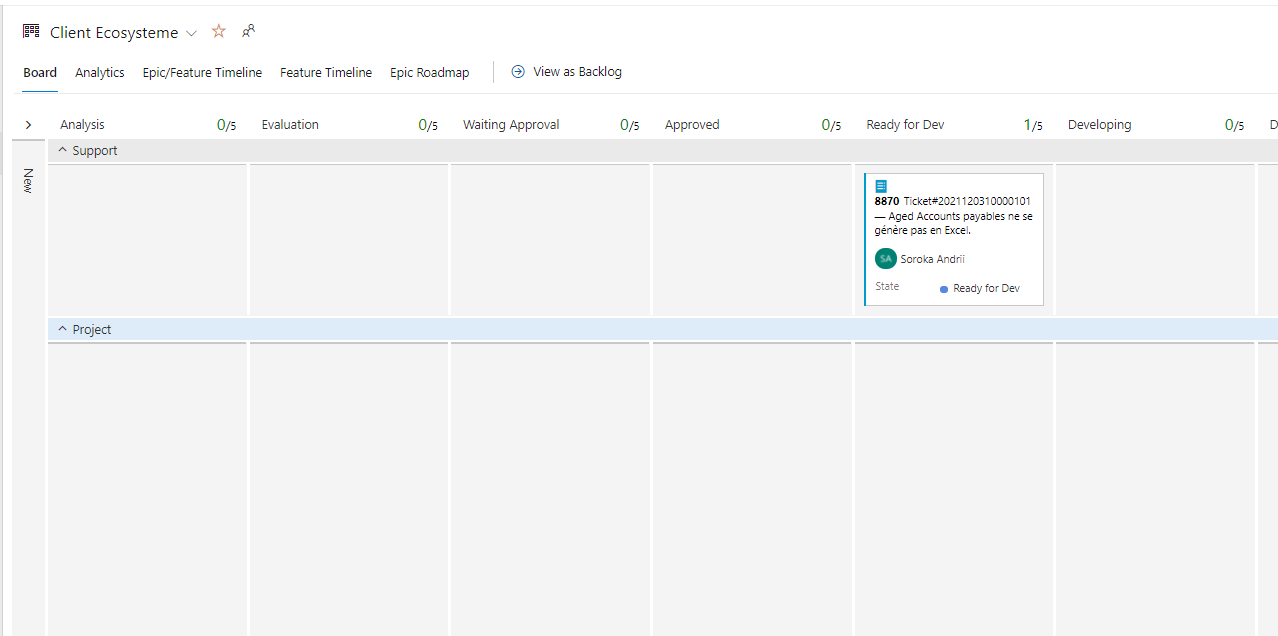 Client Ecosysteme
Board Analytics Epic/Feature Timeline Feature Timeline Epic Roadmap View as Backlog
Analysis 0/5 Evaluation 0/5 Waiting Approval 0/5 Approved 0/5 Ready for Dev 1/5 Developing 0/5 D
Support
New
8870 Ticket#2021120310000101
— Aged Accounts payables ne se
génère pas en Excel.
SA Soroka Andrii
State Ready for Dev
Project